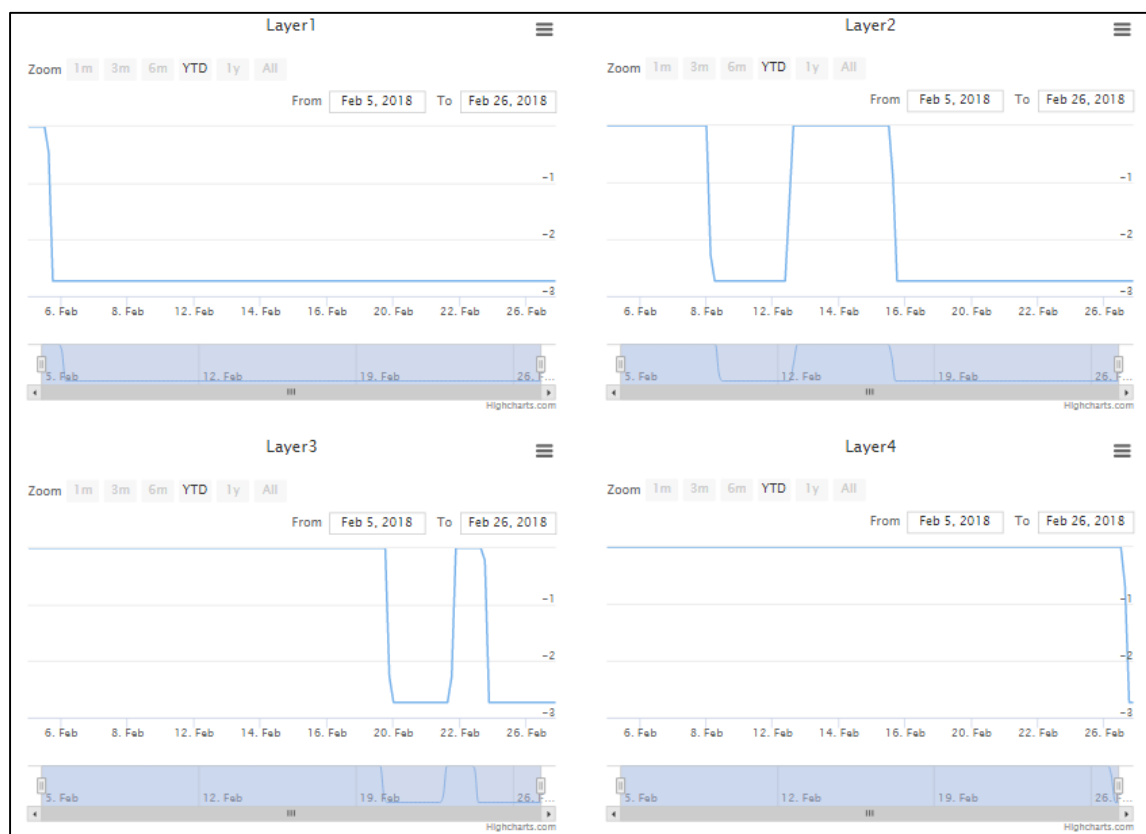 Layer1
Zoom 1m 3m 6m YTD 1y All
From Feb 5, 2018 To Feb 26, 2018
-1
-2
-3
6. Feb 8. Feb 12. Feb 14. Feb 16. Feb 20. Feb 22. Feb 26. Feb
5. Feb 12. Feb 19. Feb 26. F...
Highcharts.com
Layer2
Zoom 1m 3m 6m YTD 1y All
From Feb 5, 2018 To Feb 26, 2018
-1
-2
-3
6. Feb 8. Feb 12. Feb 14. Feb 16. Feb 20. Feb 22. Feb 26. Feb
5. Feb 12. Feb 19. Feb 26. F...
Highcharts.com
Layer3
Zoom 1m 3m 6m YTD 1y All
From Feb 5, 2018 To Feb 26, 2018
-1
-2
-3
6. Feb 8. Feb 12. Feb 14. Feb 16. Feb 20. Feb 22. Feb 26. Feb
5. Feb 12. Feb 19. Feb 26. F...
Highcharts.com
Layer4
Zoom 1m 3m 6m YTD 1y All
From Feb 5, 2018 To Feb 26, 2018
-1
-2
-3
6. Feb 8. Feb 12. Feb 14. Feb 16. Feb 20. Feb 22. Feb 26. Feb
5. Feb 12. Feb 19. Feb 26. F...
Highcharts.com